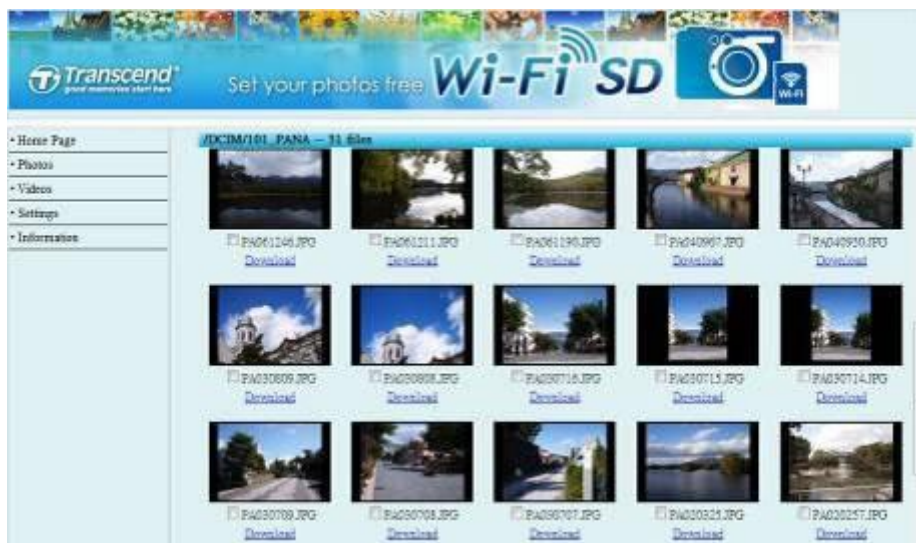 Transcend
good memories start here
Set your photos free Wi-Fi SD
Wi-Fi
• Home Page
• Photos
• Videos
• Settings
• Information
/DCIM/101_PANA -- 51 files
PA061246.JPG PA061211.JPG PA061190.JPG PA040967.JPG PA040950.JPG
Download Download Download Download Download
PA030809.JPG PA030808.JPG PA030716.JPG PA030715.JPG PA030714.JPG
Download Download Download Download Download
PA030709.JPG PA030708.JPG PA030707.JPG PA020325.JPG PA020257.JPG
Download Download Download Download Download